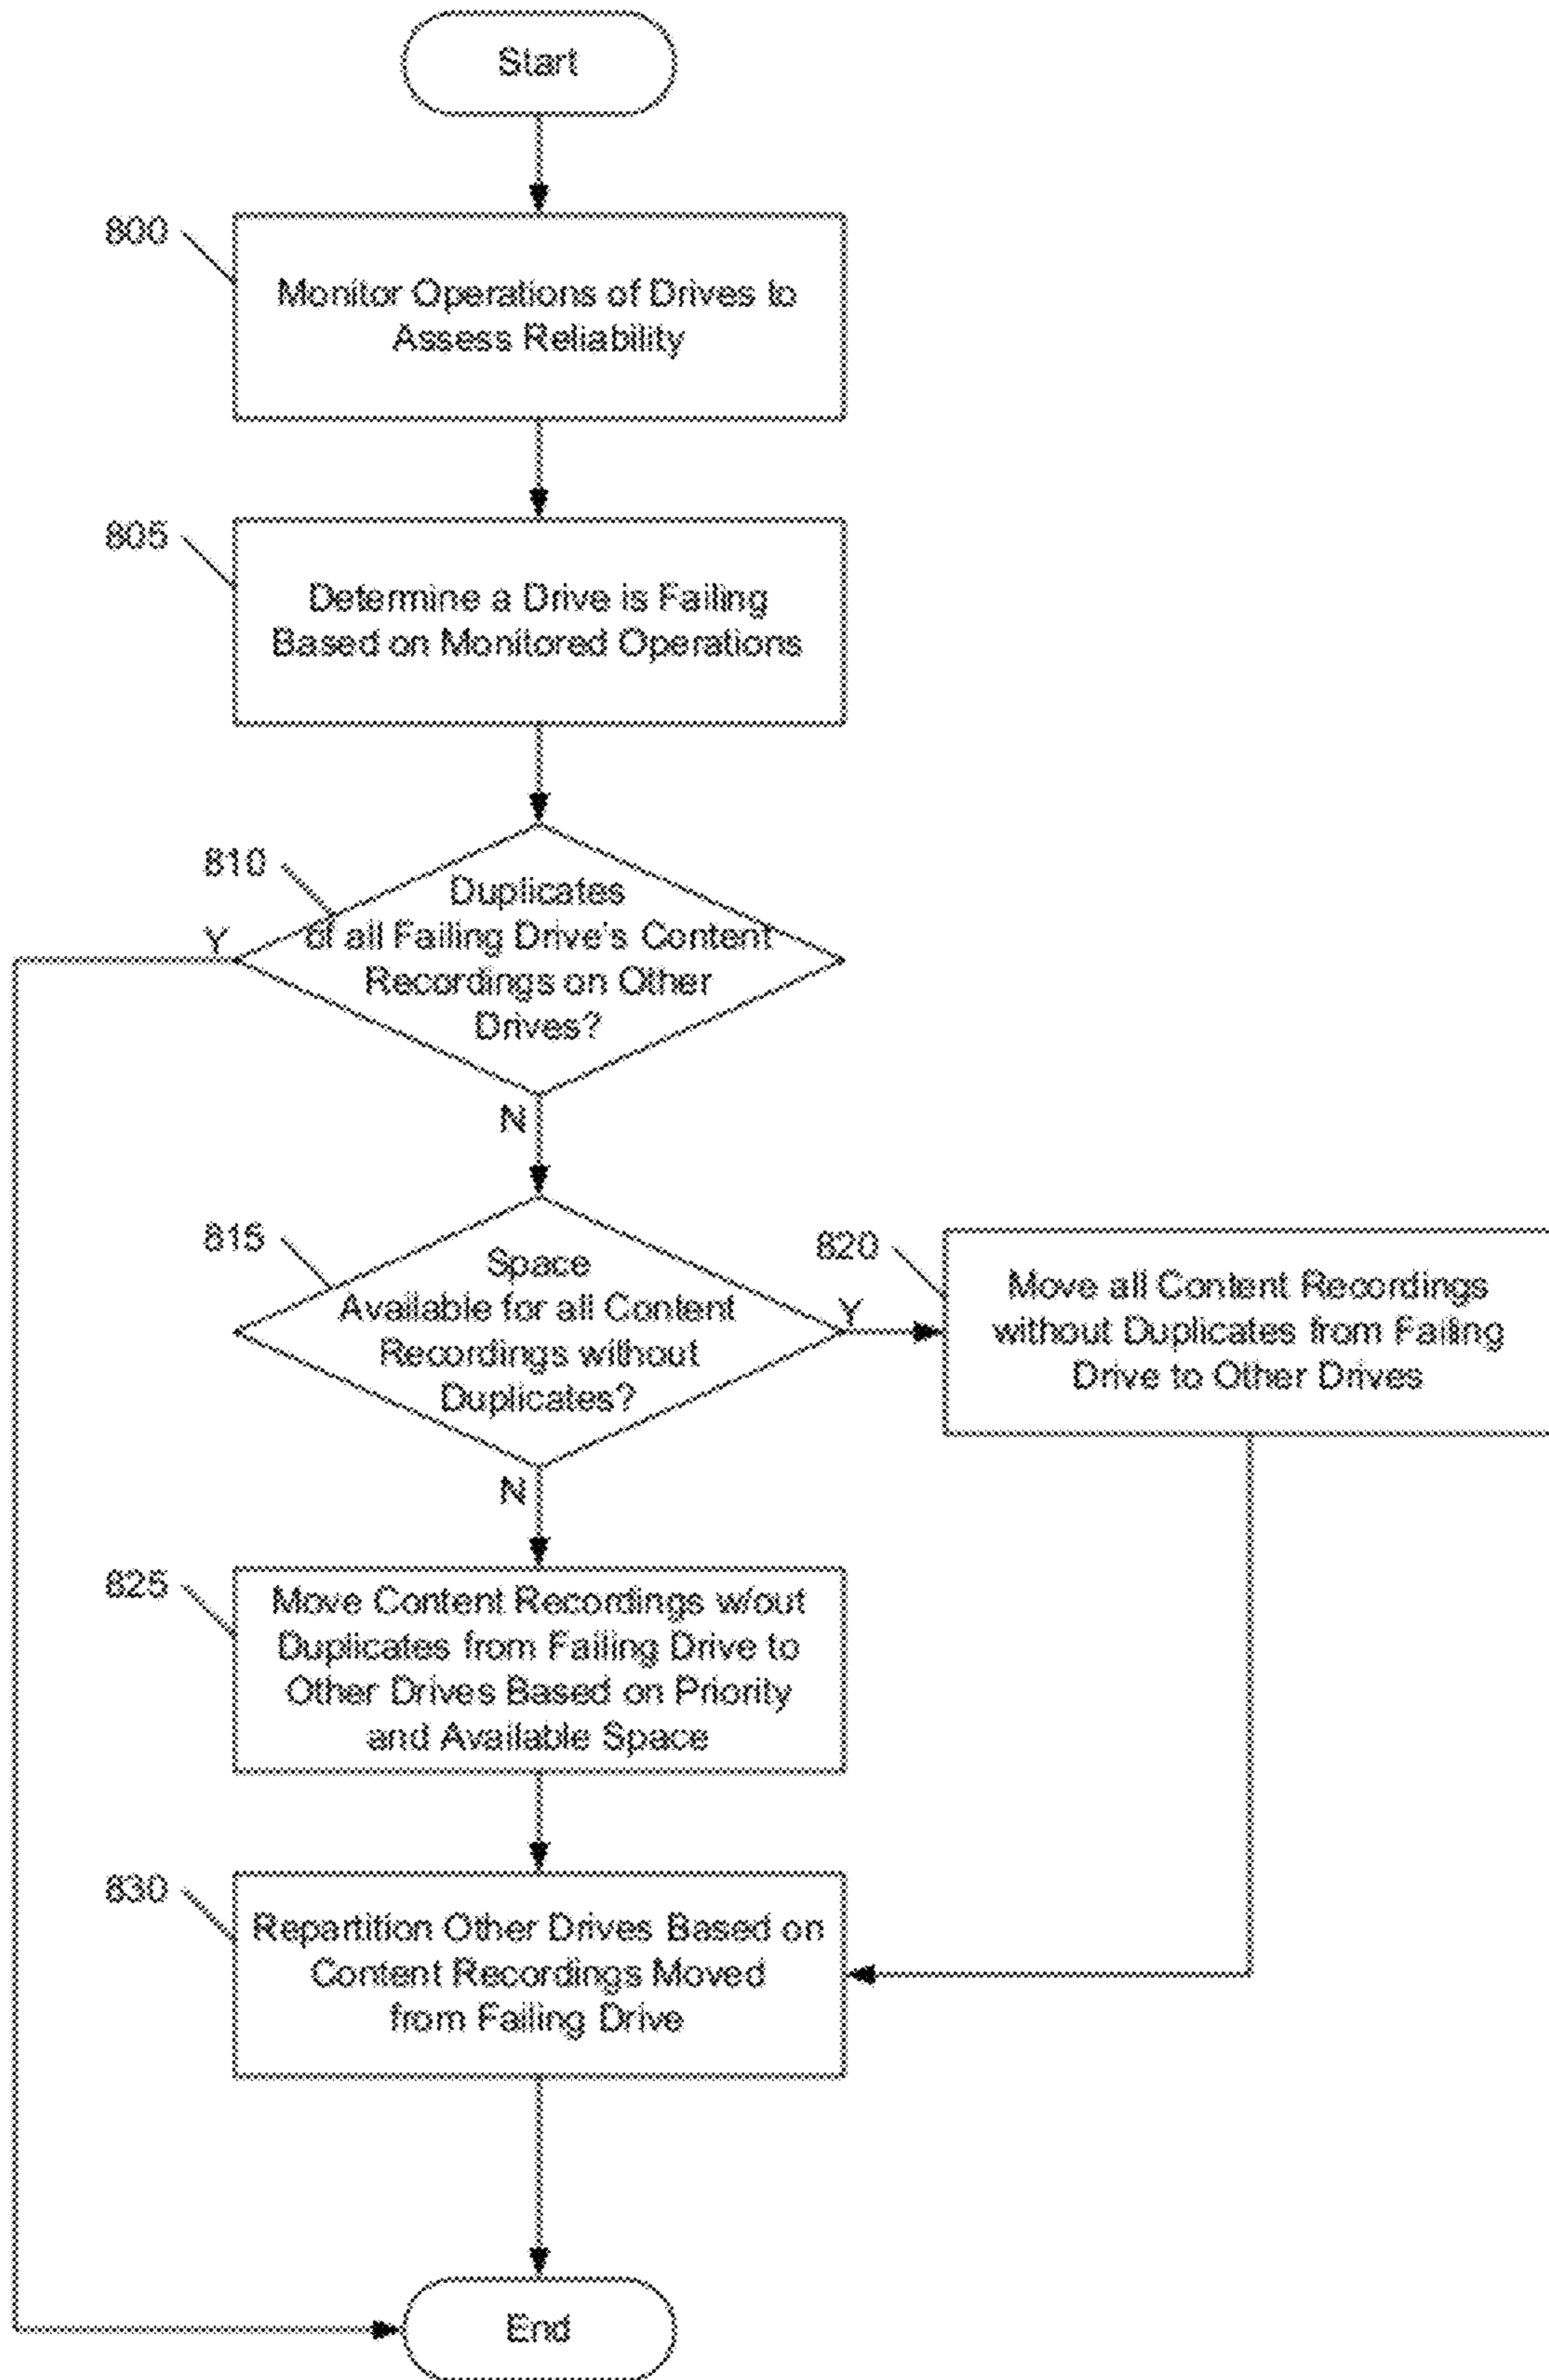 Start
800
Monitor Operations of Drives to
Assess Reliability
805
Determine a Drive is Failing
Based on Monitored Operations
810
Duplicates
of all Failing Drive's Content
Recordings on Other
Drives?
Y
N
815
Space
Available for all Content
Recordings without
Duplicates?
Y
820
Move all Content Recordings
without Duplicates from Failing
Drive to Other Drives
N
825
Move Content Recordings w/out
Duplicates from Failing Drive to
Other Drives Based on Priority
and Available Space
830
Repartition Other Drives Based on
Content Recordings Moved
from Failing Drive
End